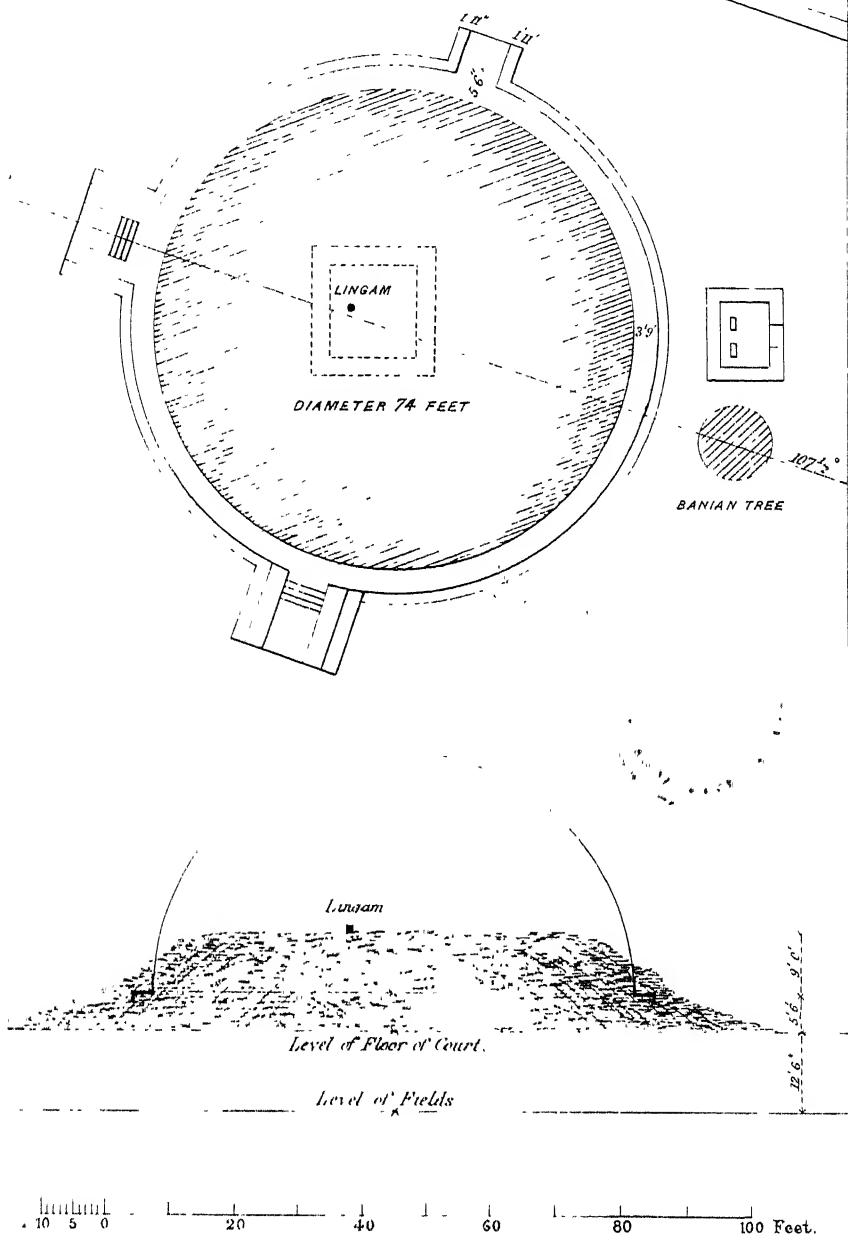 1'11"
1'11"
5'6"
LINGAM
3'9"
DIAMETER 74 FEET
107½°
BANIAN TREE
Lingam
9'0"
5'6"
Level of Floor of Court.
12'6"
Level of Fields
10 5 0 20 40 60 80 100 Feet.